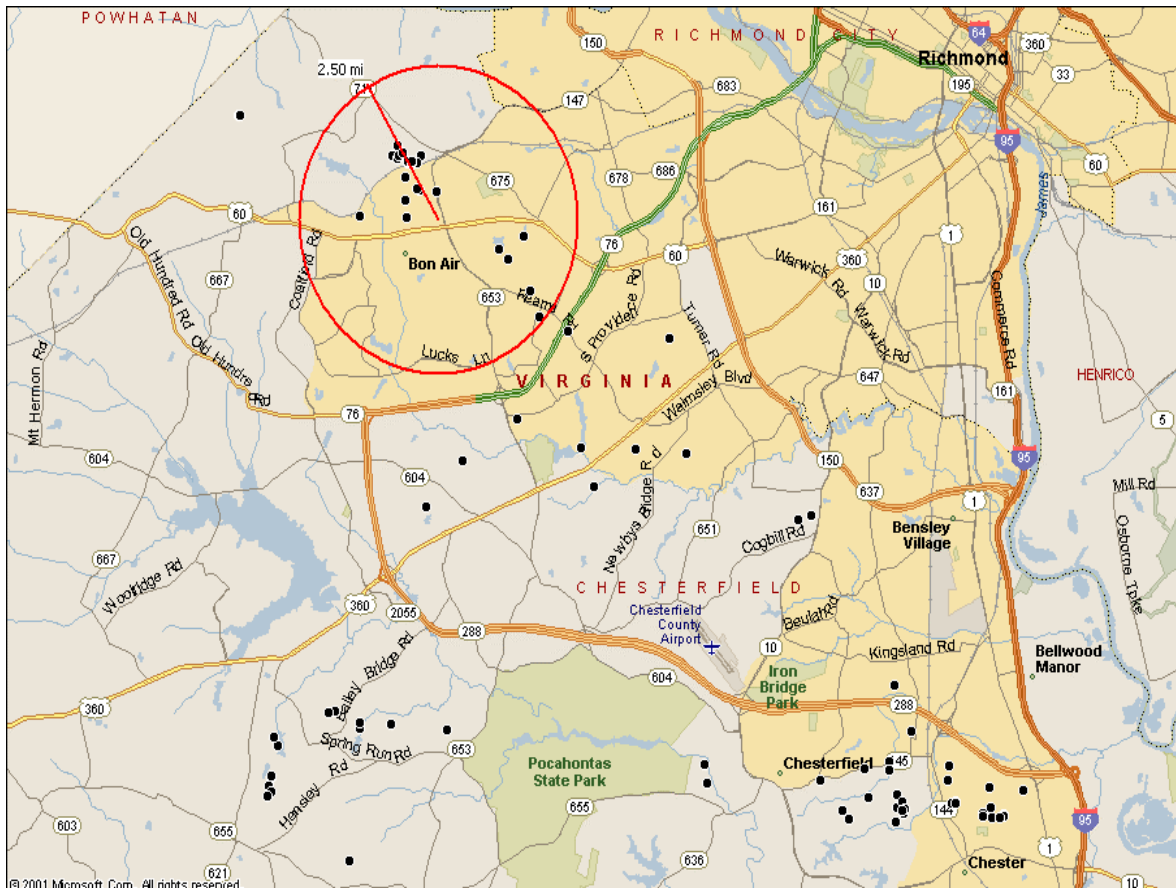 POWHATAN
RICHMOND CITY
150
64
360
Richmond
33
2.50 mi
711
147
683
195
95
60
675
678
686
James
161
1
60
60
76
60
Old Hundred Rd
667
Coalfield Rd
Bon Air
653
Reams Rd
S Providence Rd
Turner Rd
Warwick Rd
360
10
Commerce Rd
Warwick Rd
Old Hundred Rd
Lucks Ln
VIRGINIA
Walmsley Blvd
647
HENRICO
161
Mt Hermon Rd
76
5
604
604
150
95
637
1
Mill Rd
Newbys Bridge Rd
651
Cogbill Rd
Bensley
Village
Osborne Tpke
667
Woolridge Rd
360
2055
288
CHESTERFIELD
Chesterfield
County
Airport
Beulah Rd
10
Kingsland Rd
Bellwood
Manor
604
Iron
Bridge
Park
360
Bailey Bridge Rd
288
Spring Run Rd
653
Pocahontas
State Park
Chesterfield
145
Hensley Rd
655
144
603
655
95
621
636
Chester
1
10
© 2001 Microsoft Corp. All rights reserved.